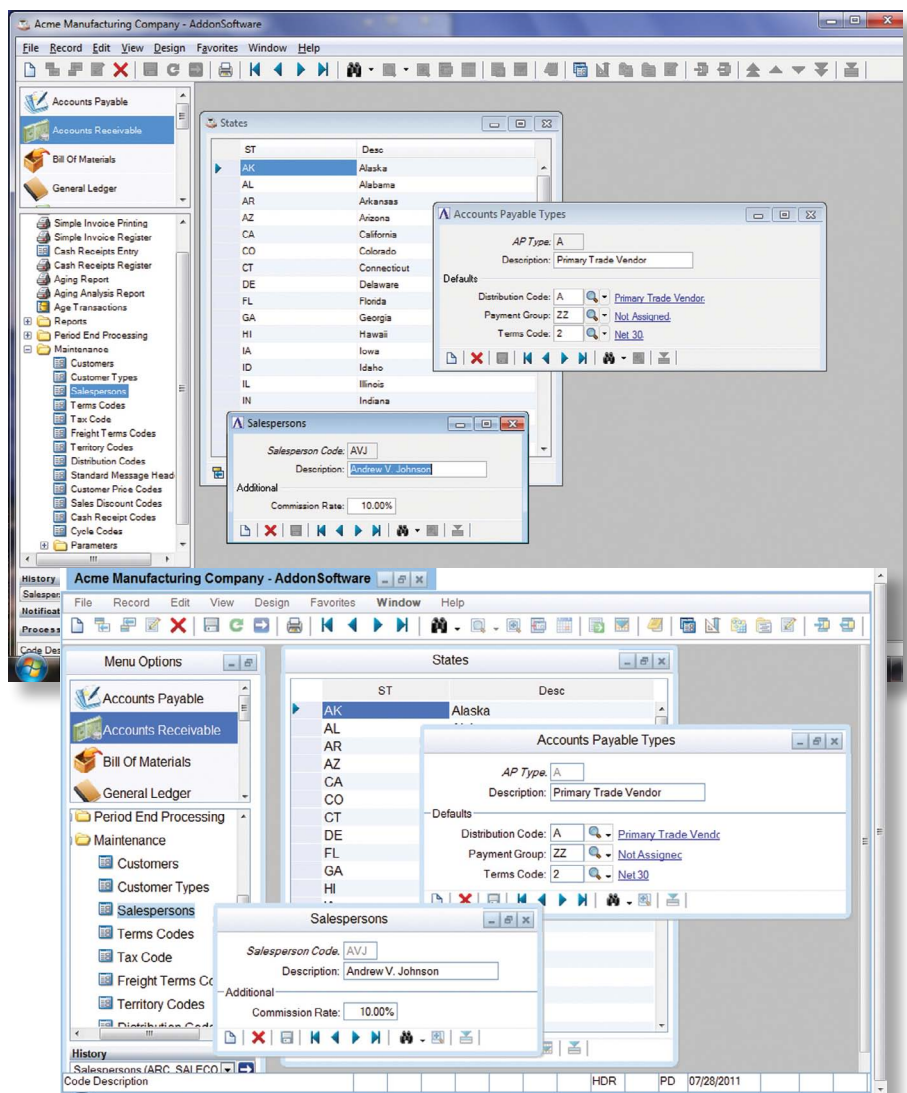 Acme Manufacturing Company - AddonSoftware
File Record Edit View Design Favorites Window Help
Accounts Payable
Accounts Receivable
Bill Of Materials
General Ledger
Simple Invoice Printing
Simple Invoice Register
Cash Receipts Entry
Cash Receipts Register
Aging Report
Aging Analysis Report
Age Transactions
Reports
Period End Processing
Maintenance
Customers
Customer Types
Salespersons
Terms Codes
Tax Code
Freight Terms Codes
Territory Codes
Distribution Codes
Standard Message Head
Customer Price Codes
Sales Discount Codes
Cash Receipt Codes
Cycle Codes
Parameters
History
Salesper
Notificat
Process
Code Des
States
ST Desc
AK Alaska
AL Alabama
AR Arkansas
AZ Arizona
CA California
CO Colorado
CT Connecticut
DE Delaware
FL Florida
GA Georgia
HI Hawaii
IA Iowa
ID Idaho
IL Illinois
IN Indiana
Accounts Payable Types
AP Type: A
Description: Primary Trade Vendor
Defaults
Distribution Code: A Primary Trade Vendor
Payment Group: ZZ Not Assigned
Terms Code: 2 Net 30
Salespersons
Salesperson Code: AVJ
Description: Andrew V. Johnson
Additional
Commission Rate: 10.00%
Acme Manufacturing Company - AddonSoftware
File Record Edit View Design Favorites Window Help
Menu Options
Accounts Payable
Accounts Receivable
Bill Of Materials
General Ledger
Period End Processing
Maintenance
Customers
Customer Types
Salespersons
Terms Codes
Tax Code
Freight Terms Co
Territory Codes
History
Salespersons (ARC_SALECO
Code Description
HDR PD 07/28/2011
States
ST Desc
AK Alaska
AL
AR
AZ
CA
CO
CT
DE
FL
GA
HI
Accounts Payable Types
AP Type: A
Description: Primary Trade Vendor
Defaults
Distribution Code: A Primary Trade Vendc
Payment Group: ZZ Not Assignec
Terms Code: 2 Net 30
Salespersons
Salesperson Code: AVJ
Description: Andrew V. Johnson
Additional
Commission Rate: 10.00%